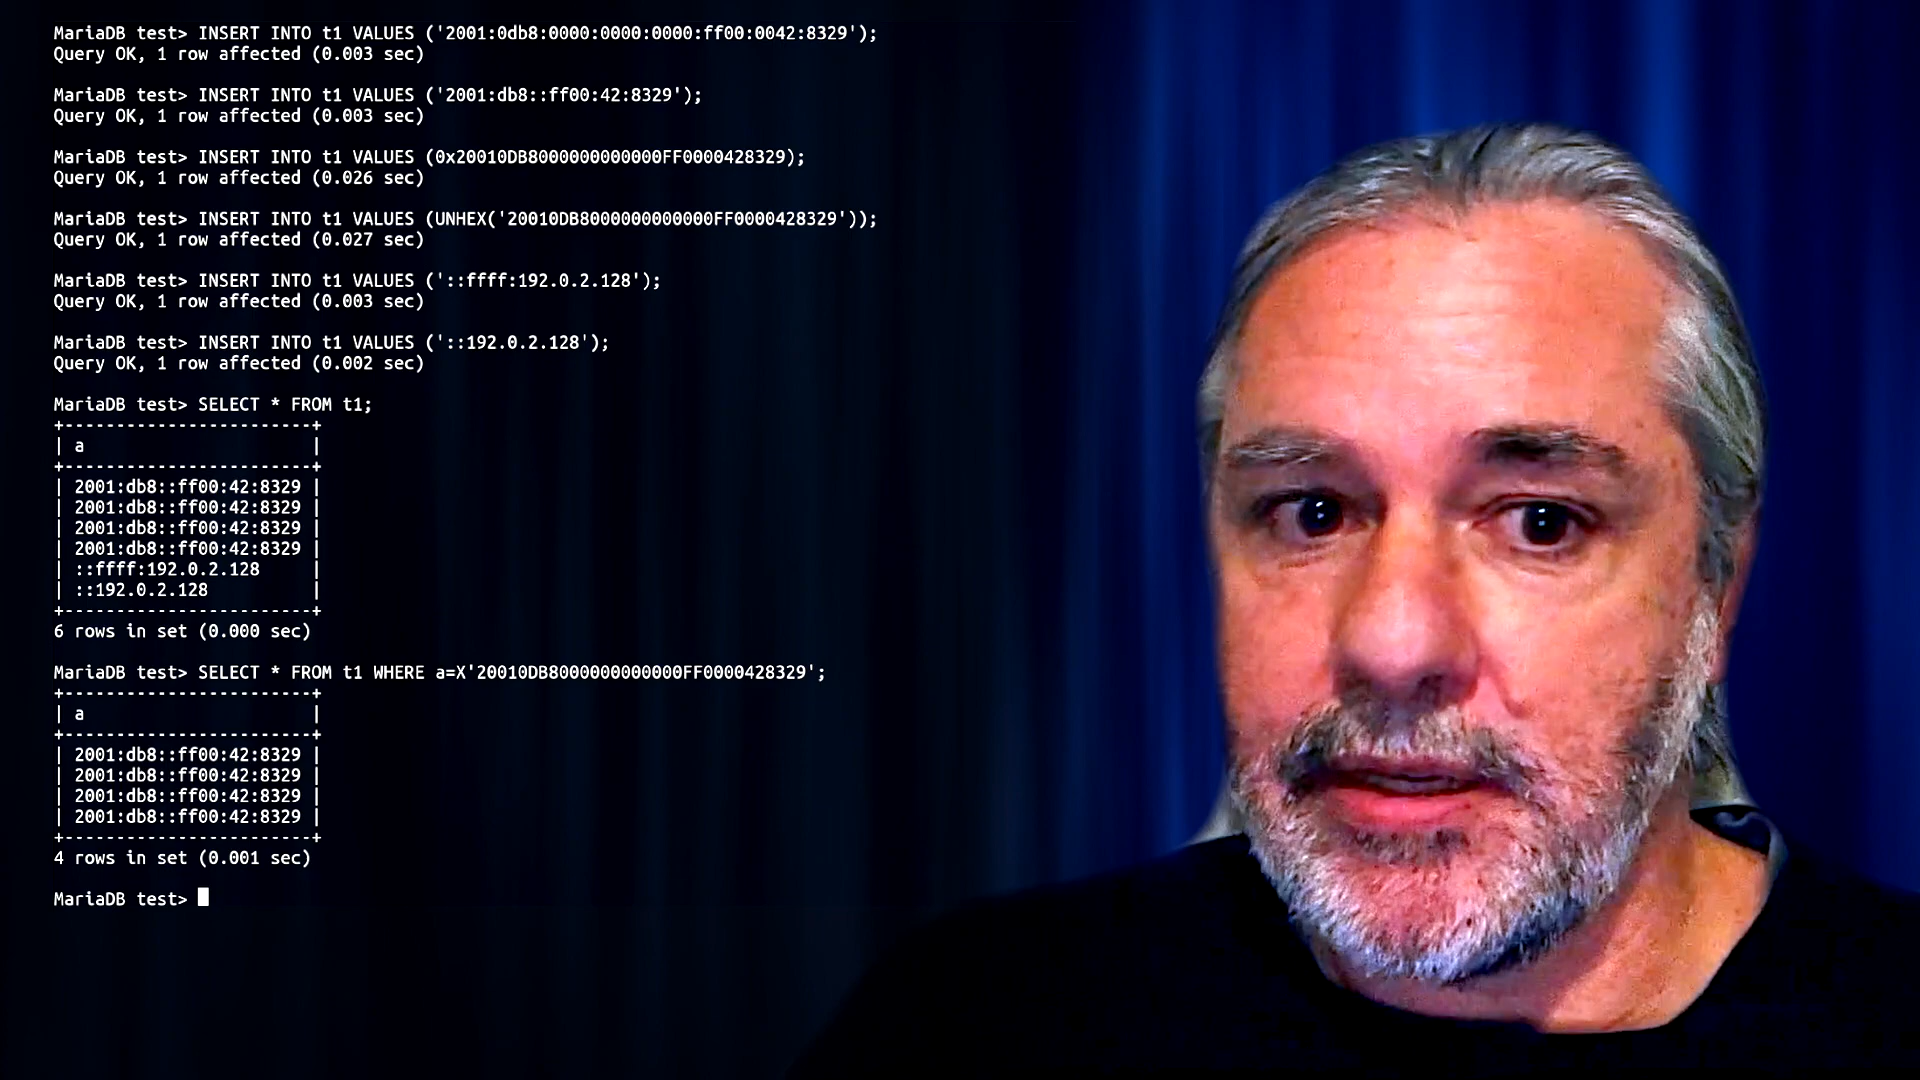 MariaDB test> INSERT INTO t1 VALUES ('2001:0db8:0000:0000:0000:ff00:0042:8329');
Query OK, 1 row affected (0.003 sec)
MariaDB test> INSERT INTO t1 VALUES ('2001:db8::ff00:42:8329');
Query OK, 1 row affected (0.003 sec)
MariaDB test> INSERT INTO t1 VALUES (0x20010DB8000000000000FF0000428329);
Query OK, 1 row affected (0.026 sec)
MariaDB test> INSERT INTO t1 VALUES (UNHEX('20010DB8000000000000FF0000428329'));
Query OK, 1 row affected (0.027 sec)
MariaDB test> INSERT INTO t1 VALUES ('::ffff:192.0.2.128');
Query OK, 1 row affected (0.003 sec)
MariaDB test> INSERT INTO t1 VALUES ('::192.0.2.128');
Query OK, 1 row affected (0.002 sec)
MariaDB test> SELECT * FROM t1;
+------------------------+
| a                      |
+------------------------+
| 2001:db8::ff00:42:8329 |
| 2001:db8::ff00:42:8329 |
| 2001:db8::ff00:42:8329 |
| 2001:db8::ff00:42:8329 |
| ::ffff:192.0.2.128     |
| ::192.0.2.128          |
+------------------------+
6 rows in set (0.000 sec)
MariaDB test> SELECT * FROM t1 WHERE a=X'20010DB8000000000000FF0000428329';
+------------------------+
| a                      |
+------------------------+
| 2001:db8::ff00:42:8329 |
| 2001:db8::ff00:42:8329 |
| 2001:db8::ff00:42:8329 |
| 2001:db8::ff00:42:8329 |
+------------------------+
4 rows in set (0.001 sec)
MariaDB test>